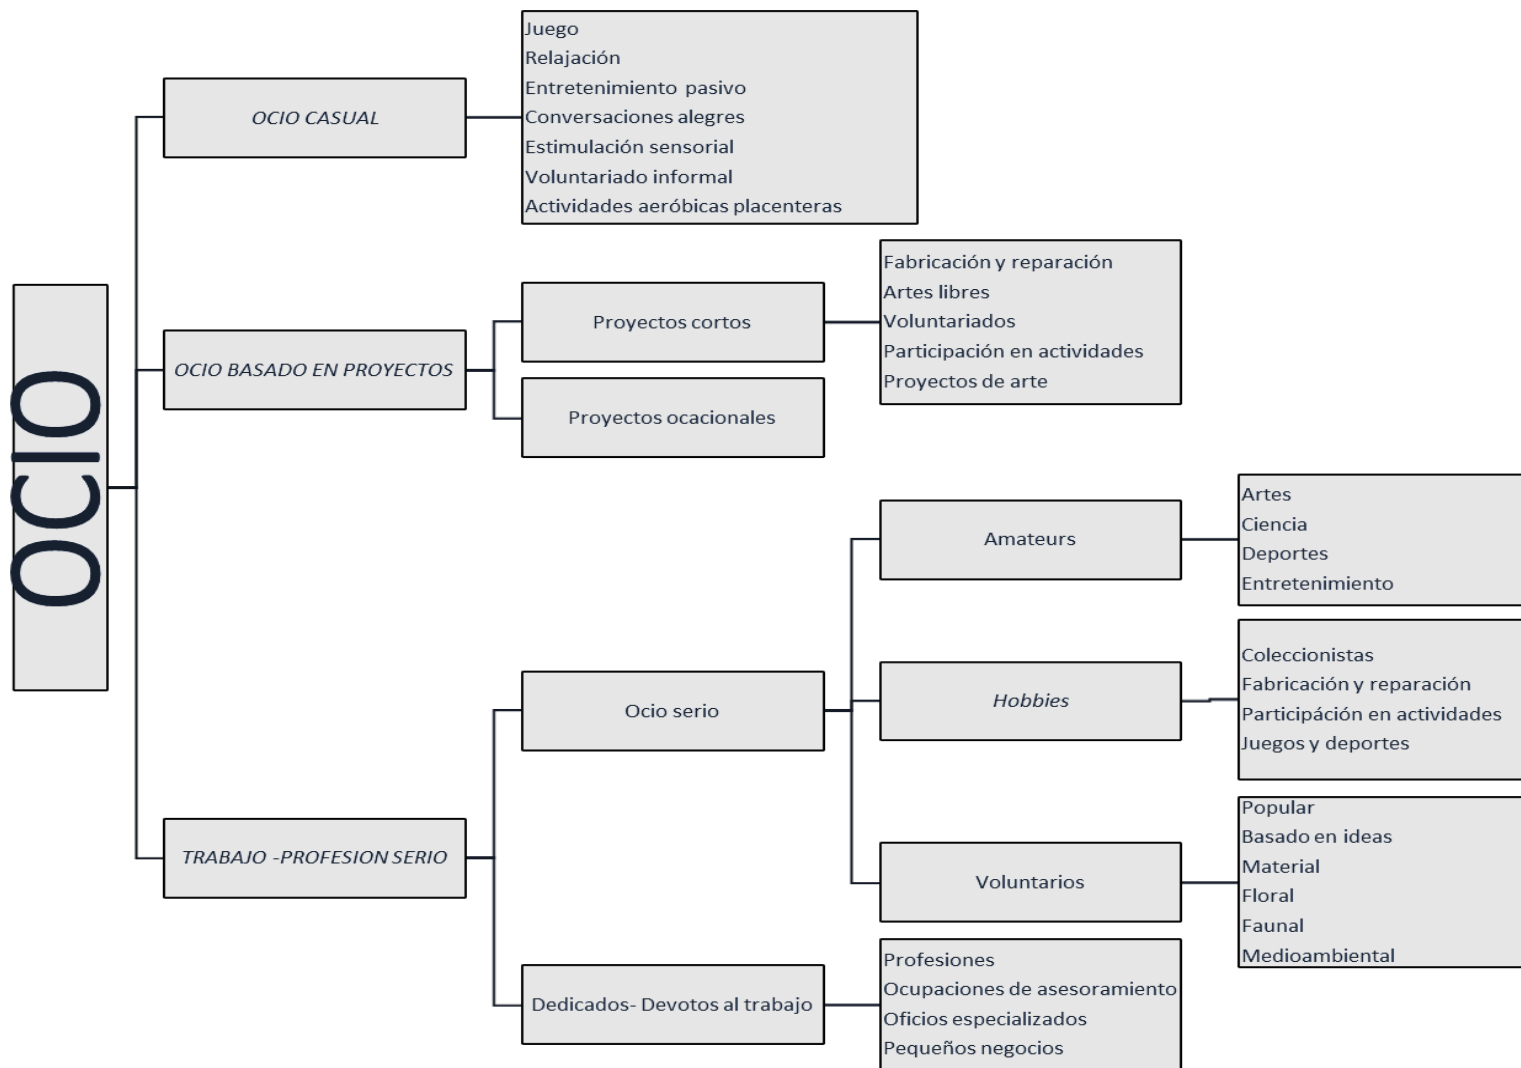 OCIO
OCIO CASUAL
Juego
Relajación
Entretenimiento pasivo
Conversaciones alegres
Estimulación sensorial
Voluntariado informal
Actividades aeróbicas placenteras
OCIO BASADO EN PROYECTOS
Proyectos cortos
Fabricación y reparación
Artes libres
Voluntariados
Participación en actividades
Proyectos de arte
Proyectos ocacionales
TRABAJO -PROFESION SERIO
Ocio serio
Amateurs
Artes
Ciencia
Deportes
Entretenimiento
Hobbies
Coleccionistas
Fabricación y reparación
Participáción en actividades
Juegos y deportes
Voluntarios
Popular
Basado en ideas
Material
Floral
Faunal
Medioambiental
Dedicados- Devotos al trabajo
Profesiones
Ocupaciones de asesoramiento
Oficios especializados
Pequeños negocios